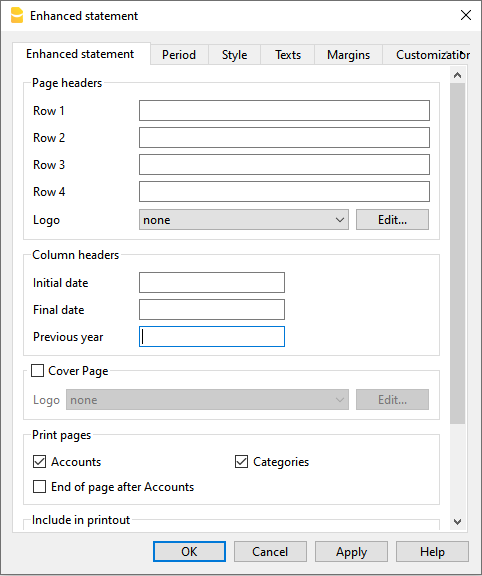 Enhanced statement
Enhanced statement Period Style Texts Margins Customization
Page headers
Row 1
Row 2
Row 3
Row 4
Logo none Edit...
Column headers
Initial date
Final date
Previous year
Cover Page
Logo none Edit...
Print pages
Accounts Categories
End of page after Accounts
Include in printout
OK Cancel Apply Help